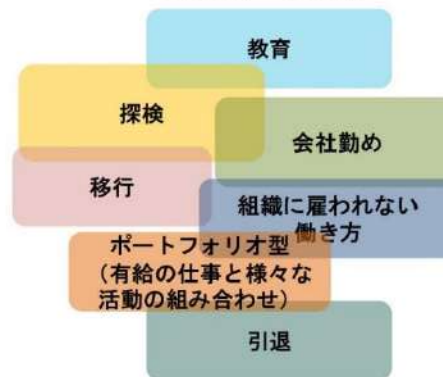 教育
探検
会社勤め
移行
組織に雇われない
働き方
ポートフォリオ型
（有給の仕事と様々な
活動の組み合わせ）
引退